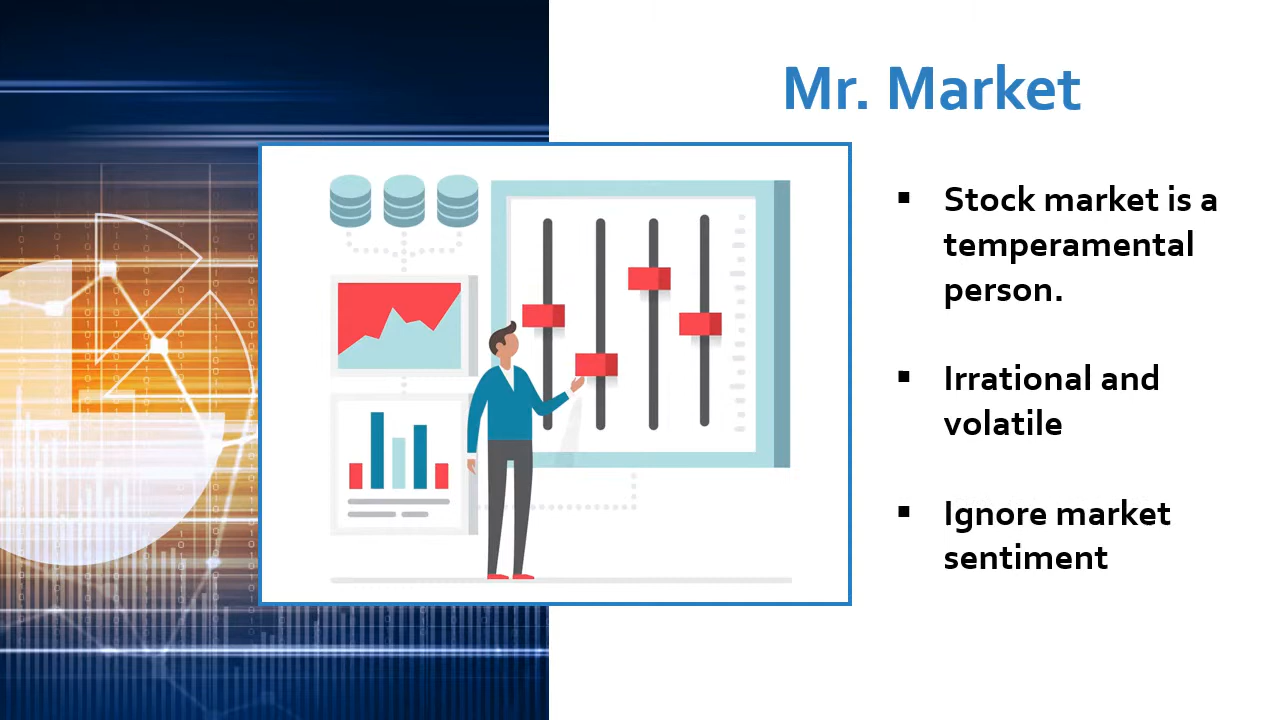 Mr. Market
▪ Stock market is a
temperamental
person.
▪ Irrational and
volatile
▪ Ignore market
sentiment